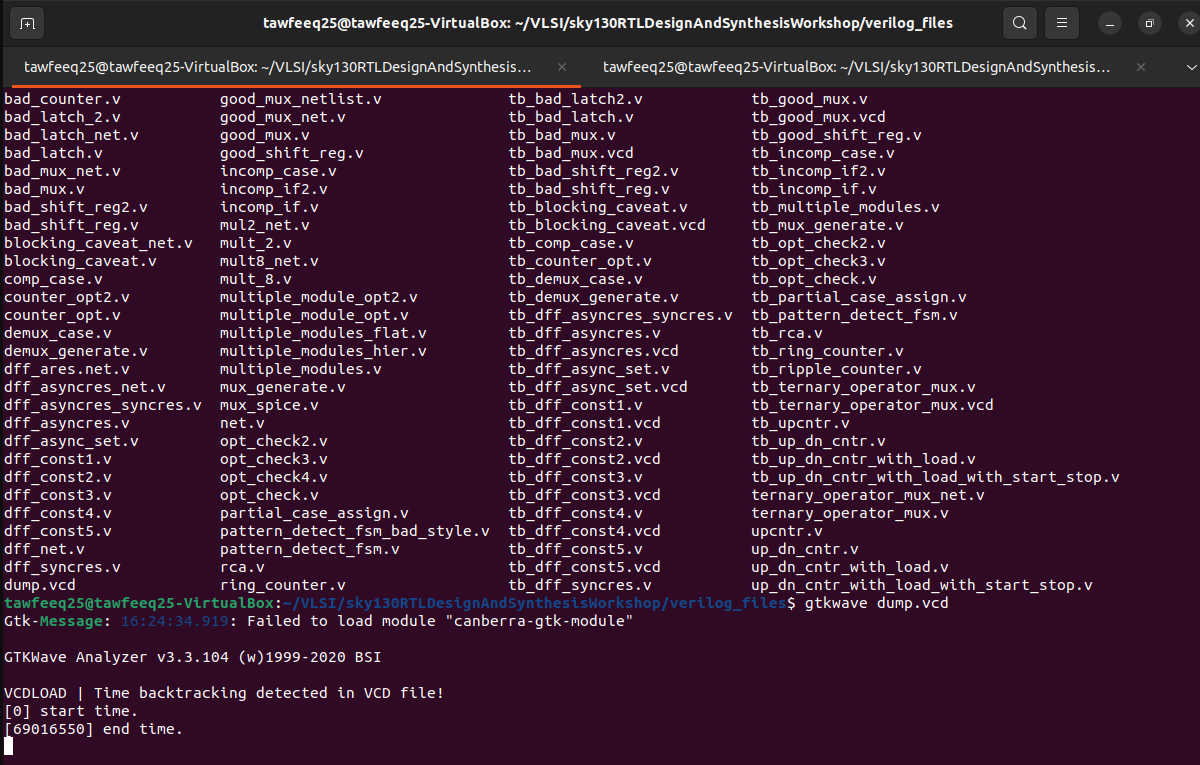 tawfeeq25@tawfeeq25-VirtualBox: ~/VLSI/sky130RTLDesignAndSynthesisWorkshop/verilog_files
tawfeeq25@tawfeeq25-VirtualBox: ~/VLSI/sky130RTLDesignAndSynthesis... tawfeeq25@tawfeeq25-VirtualBox: ~/VLSI/sky130RTLDesignAndSynthesis...
bad_counter.v good_mux_netlist.v tb_bad_latch2.v tb_good_mux.v
bad_latch_2.v good_mux_net.v tb_bad_latch.v tb_good_mux.vcd
bad_latch_net.v good_mux.v tb_bad_mux.v tb_good_shift_reg.v
bad_latch.v good_shift_reg.v tb_bad_mux.vcd tb_incomp_case.v
bad_mux_net.v incomp_case.v tb_bad_shift_reg2.v tb_incomp_if2.v
bad_mux.v incomp_if2.v tb_bad_shift_reg.v tb_incomp_if.v
bad_shift_reg2.v incomp_if.v tb_blocking_caveat.v tb_multiple_modules.v
bad_shift_reg.v mul2_net.v tb_blocking_caveat.vcd tb_mux_generate.v
blocking_caveat_net.v mult_2.v tb_comp_case.v tb_opt_check2.v
blocking_caveat.v mult8_net.v tb_counter_opt.v tb_opt_check3.v
comp_case.v mult_8.v tb_demux_case.v tb_opt_check.v
counter_opt2.v multiple_module_opt2.v tb_demux_generate.v tb_partial_case_assign.v
counter_opt.v multiple_module_opt.v tb_dff_asyncres_syncres.v tb_pattern_detect_fsm.v
demux_case.v multiple_modules_flat.v tb_dff_asyncres.v tb_rca.v
demux_generate.v multiple_modules_hier.v tb_dff_asyncres.vcd tb_ring_counter.v
dff_ares.net.v multiple_modules.v tb_dff_async_set.v tb_ripple_counter.v
dff_asyncres_net.v mux_generate.v tb_dff_async_set.vcd tb_ternary_operator_mux.v
dff_asyncres_syncres.v mux_spice.v tb_dff_const1.v tb_ternary_operator_mux.vcd
dff_asyncres.v net.v tb_dff_const1.vcd tb_upcntr.v
dff_async_set.v opt_check2.v tb_dff_const2.v tb_up_dn_cntr.v
dff_const1.v opt_check3.v tb_dff_const2.vcd tb_up_dn_cntr_with_load.v
dff_const2.v opt_check4.v tb_dff_const3.v tb_up_dn_cntr_with_load_with_start_stop.v
dff_const3.v opt_check.v tb_dff_const3.vcd ternary_operator_mux_net.v
dff_const4.v partial_case_assign.v tb_dff_const4.v ternary_operator_mux.v
dff_const5.v pattern_detect_fsm_bad_style.v tb_dff_const4.vcd upcntr.v
dff_net.v pattern_detect_fsm.v tb_dff_const5.v up_dn_cntr.v
dff_syncres.v rca.v tb_dff_const5.vcd up_dn_cntr_with_load.v
dump.vcd ring_counter.v tb_dff_syncres.v up_dn_cntr_with_load_with_start_stop.v
tawfeeq25@tawfeeq25-VirtualBox:~/VLSI/sky130RTLDesignAndSynthesisWorkshop/verilog_files$ gtkwave dump.vcd
Gtk-Message: 16:24:34.919: Failed to load module "canberra-gtk-module"
GTKWave Analyzer v3.3.104 (w)1999-2020 BSI
VCDLOAD | Time backtracking detected in VCD file!
[0] start time.
[69016550] end time.